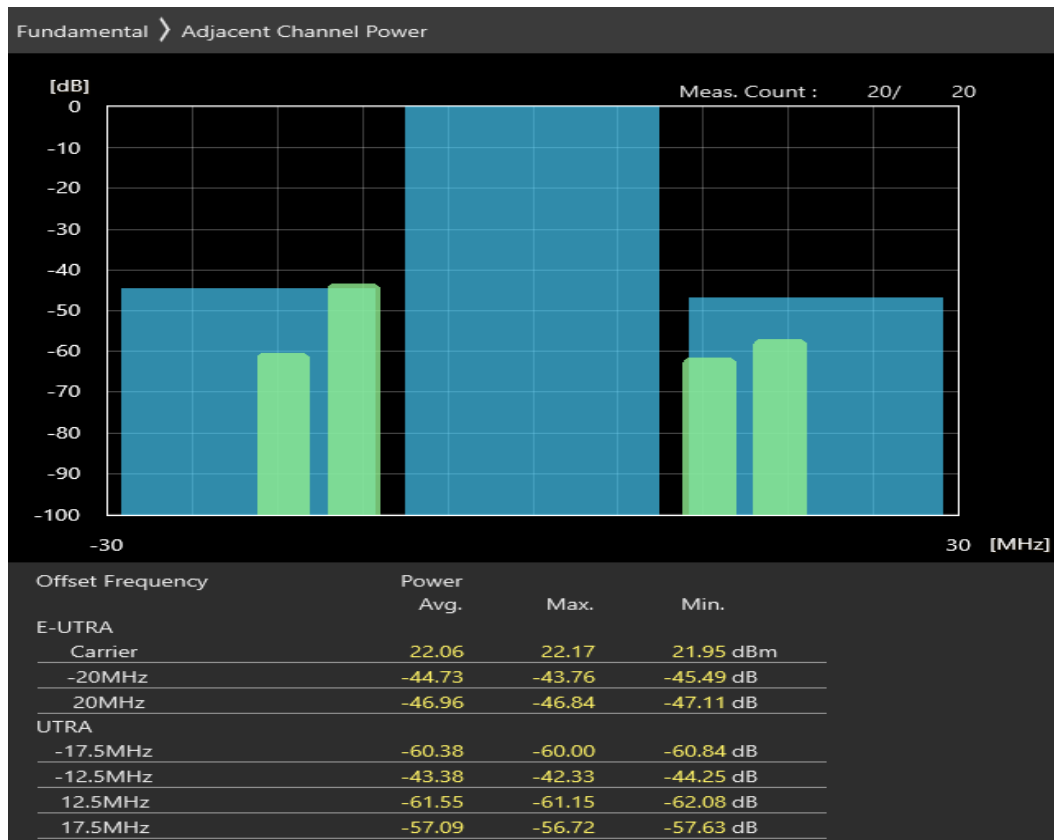 Fundamental 〉 Adjacent Channel Power
[dB]
Meas. Count : 20/ 20
0
-10
-20
-30
-40
-50
-60
-70
-80
-90
-100
-30 30 [MHz]
Offset Frequency Power
Avg. Max. Min.
E-UTRA
Carrier 22.06 22.17 21.95 dBm
-20MHz -44.73 -43.76 -45.49 dB
20MHz -46.96 -46.84 -47.11 dB
UTRA
-17.5MHz -60.38 -60.00 -60.84 dB
-12.5MHz -43.38 -42.33 -44.25 dB
12.5MHz -61.55 -61.15 -62.08 dB
17.5MHz -57.09 -56.72 -57.63 dB